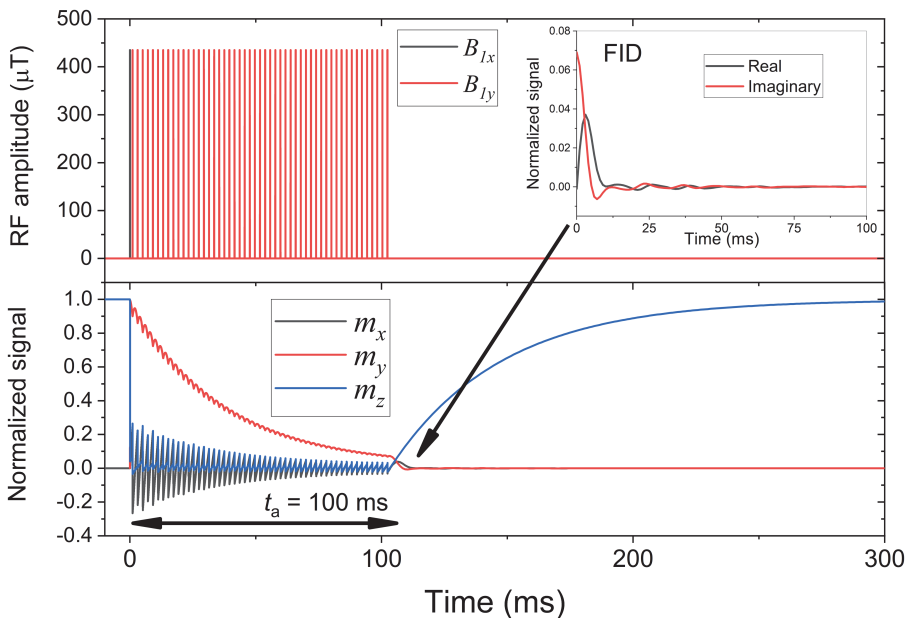 500
400
300
200
100
0
RF amplitude (μT)
B1x
B1y
FID
Real
Imaginary
0.08
0.06
0.04
0.02
0.00
Normalized signal
0
25
50
75
100
Time (ms)
1.0
0.8
0.6
0.4
0.2
0.0
-0.2
-0.4
Normalized signal
mx
my
mz
ta = 100 ms
0
100
200
300
Time (ms)